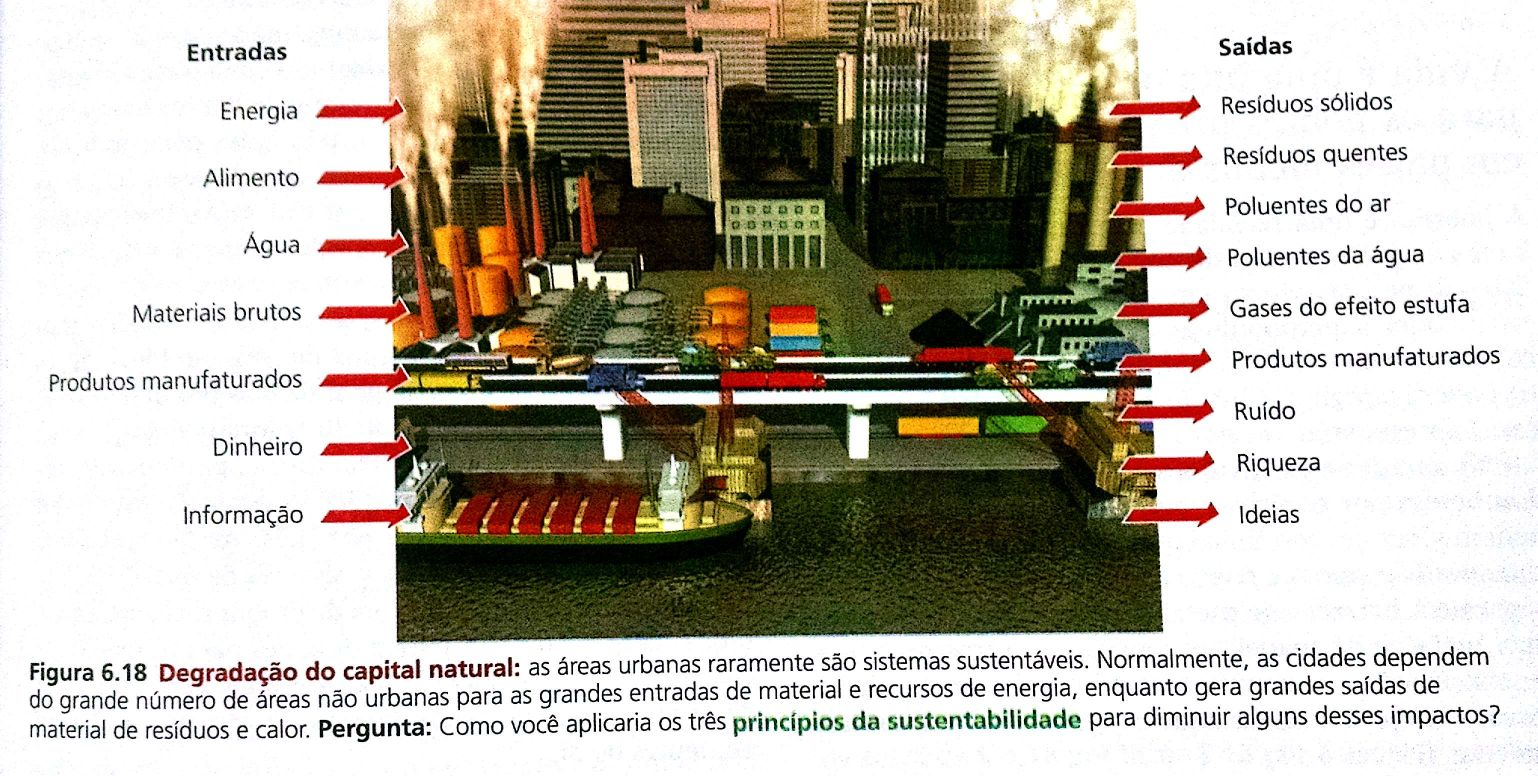 Entradas
Energia
Alimento
Água
Materiais brutos
Produtos manufaturados
Dinheiro
Informação
Saídas
Resíduos sólidos
Resíduos quentes
Poluentes do ar
Poluentes da água
Gases do efeito estufa
Produtos manufaturados
Ruído
Riqueza
Ideias
Figura 6.18 Degradação do capital natural: as áreas urbanas raramente são sistemas sustentáveis. Normalmente, as cidades dependem
do grande número de áreas não urbanas para as grandes entradas de material e recursos de energia, enquanto gera grandes saídas de
material de resíduos e calor. Pergunta: Como você aplicaria os três princípios da sustentabilidade para diminuir alguns desses impactos?